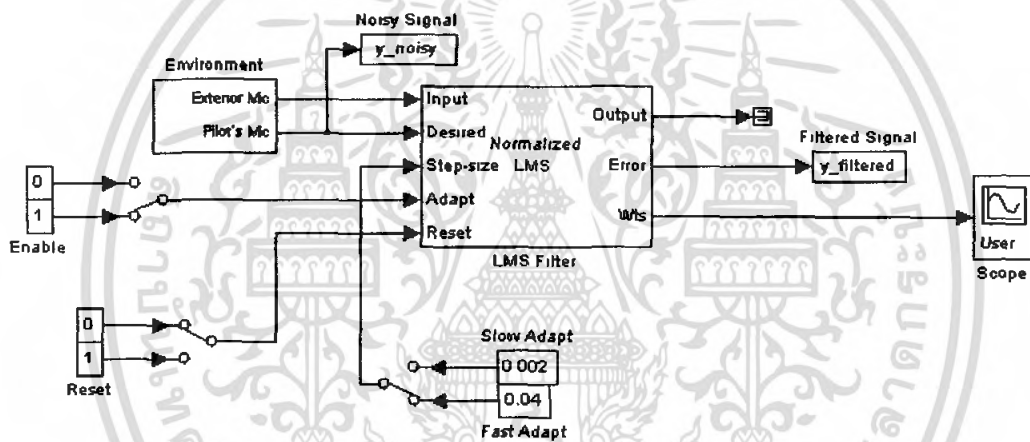 Noisy Signal
y_noisy
Environment
Exterior Mic
Pilot's Mic
Input
Desired
Step-size
Adapt
Reset
Normalized
LMS
Output
Error
Wts
LMS Filter
Filtered Signal
y_filtered
0
1
Enable
User
Scope
0
1
Reset
Slow Adapt
0.002
0.04
Fast Adapt